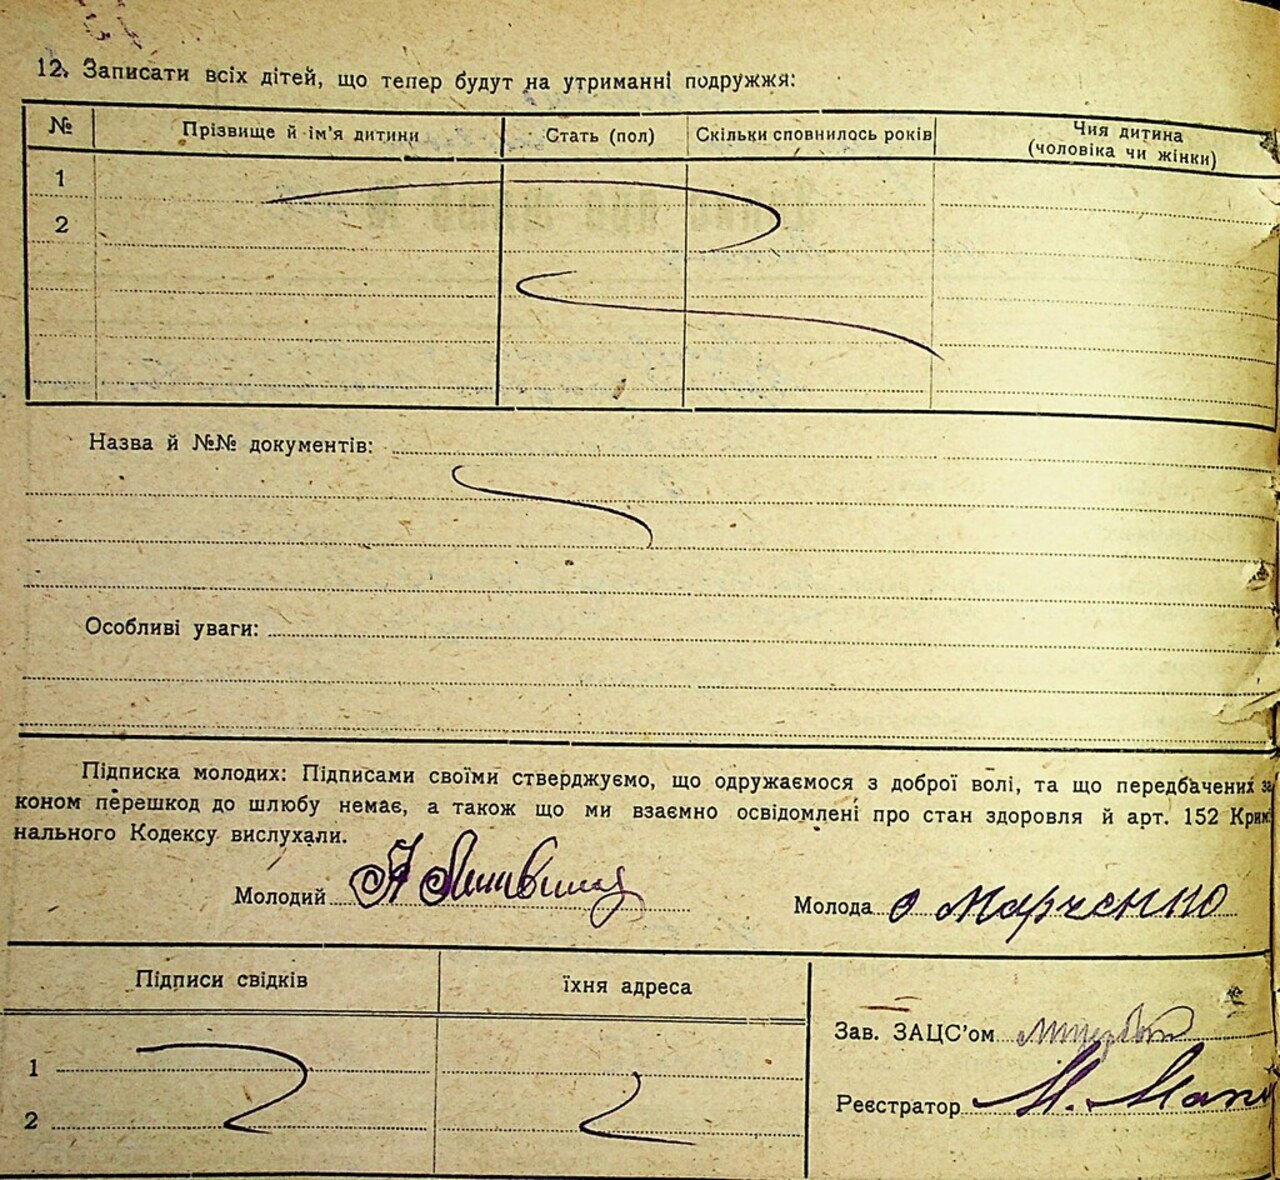 12. Записати всіх дітей, що тепер будут на утриманні подружжя:
№ Прізвище й ім'я дитини Стать (пол) Скільки сповнилось років Чия дитина
(чоловіка чи жінки)
1
2
Назва й №№ документів:
Особливі уваги:
Підписка молодих: Підписами своїми стверджуємо, що одружаємося з доброї волі, та що передбачених за
коном перешкод до шлюбу немає, а також що ми взаємно освідомлені про стан здоровля й арт. 152 Крим
нального Кодексу вислухали.
Молодий Молода О Марченко
Підписи свідків їхня адреса
Зав. ЗАЦС'ом
1
Реєстратор М.
2